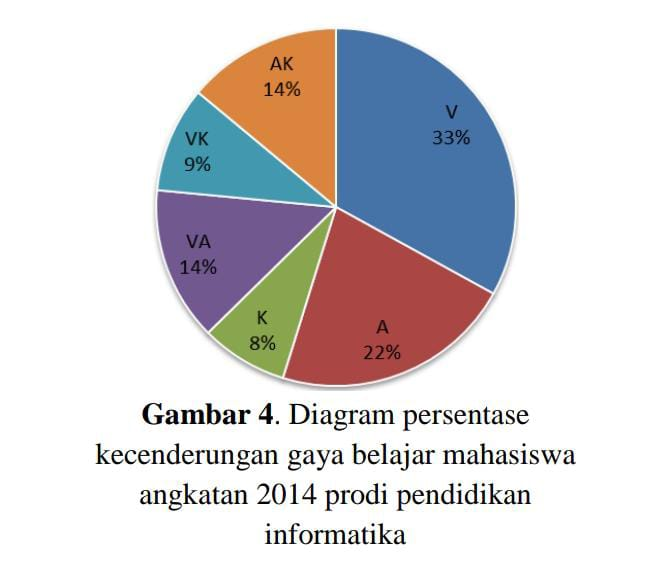 AK
14%
V
33%
VK
9%
VA
14%
K
8%
A
22%
Gambar 4. Diagram persentase
kecenderungan gaya belajar mahasiswa
angkatan 2014 prodi pendidikan
informatika